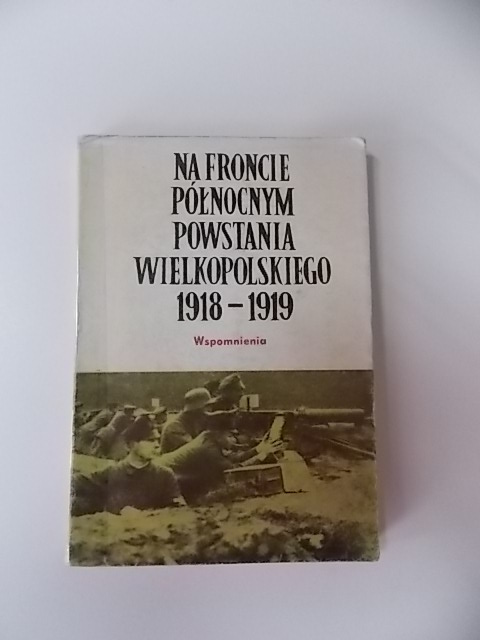 NA FRONCIE
PÓŁNOCNYM
POWSTANIA
WIELKOPOLSKIEGO
1918 – 1919
Wspomnienia